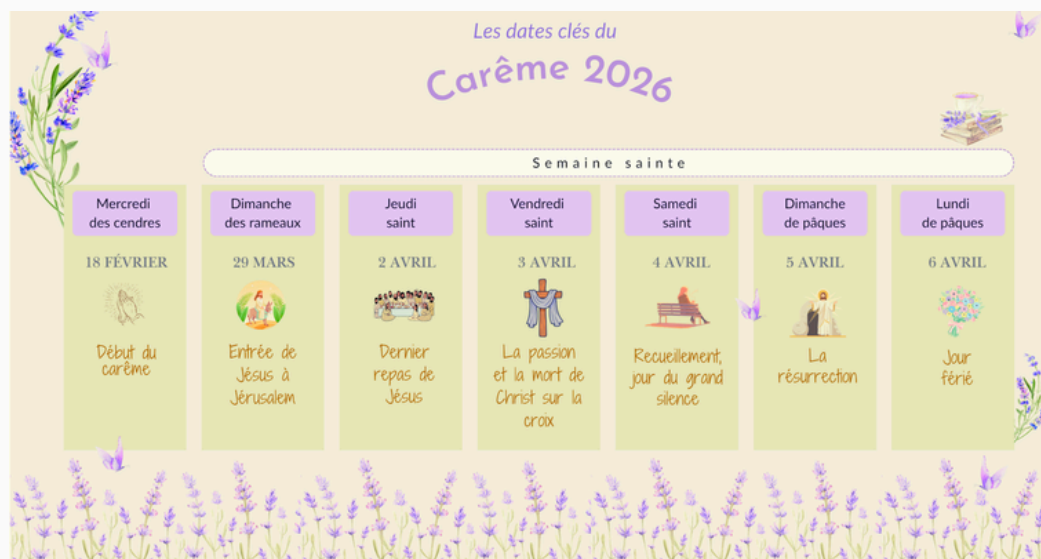 Les dates clés du
Carême 2026
Semaine sainte
Mercredi
des cendres
18 FÉVRIER
Début du
carême
Dimanche
des rameaux
29 MARS
Entrée de
Jésus à
Jérusalem
Jeudi
saint
2 AVRIL
Dernier
repas de
Jésus
Vendredi
saint
3 AVRIL
La passion
et la mort de
Christ sur la
croix
Samedi
saint
4 AVRIL
Recueillement,
jour du grand
silence
Dimanche
de pâques
5 AVRIL
La
résurrection
Lundi
de pâques
6 AVRIL
Jour
férié